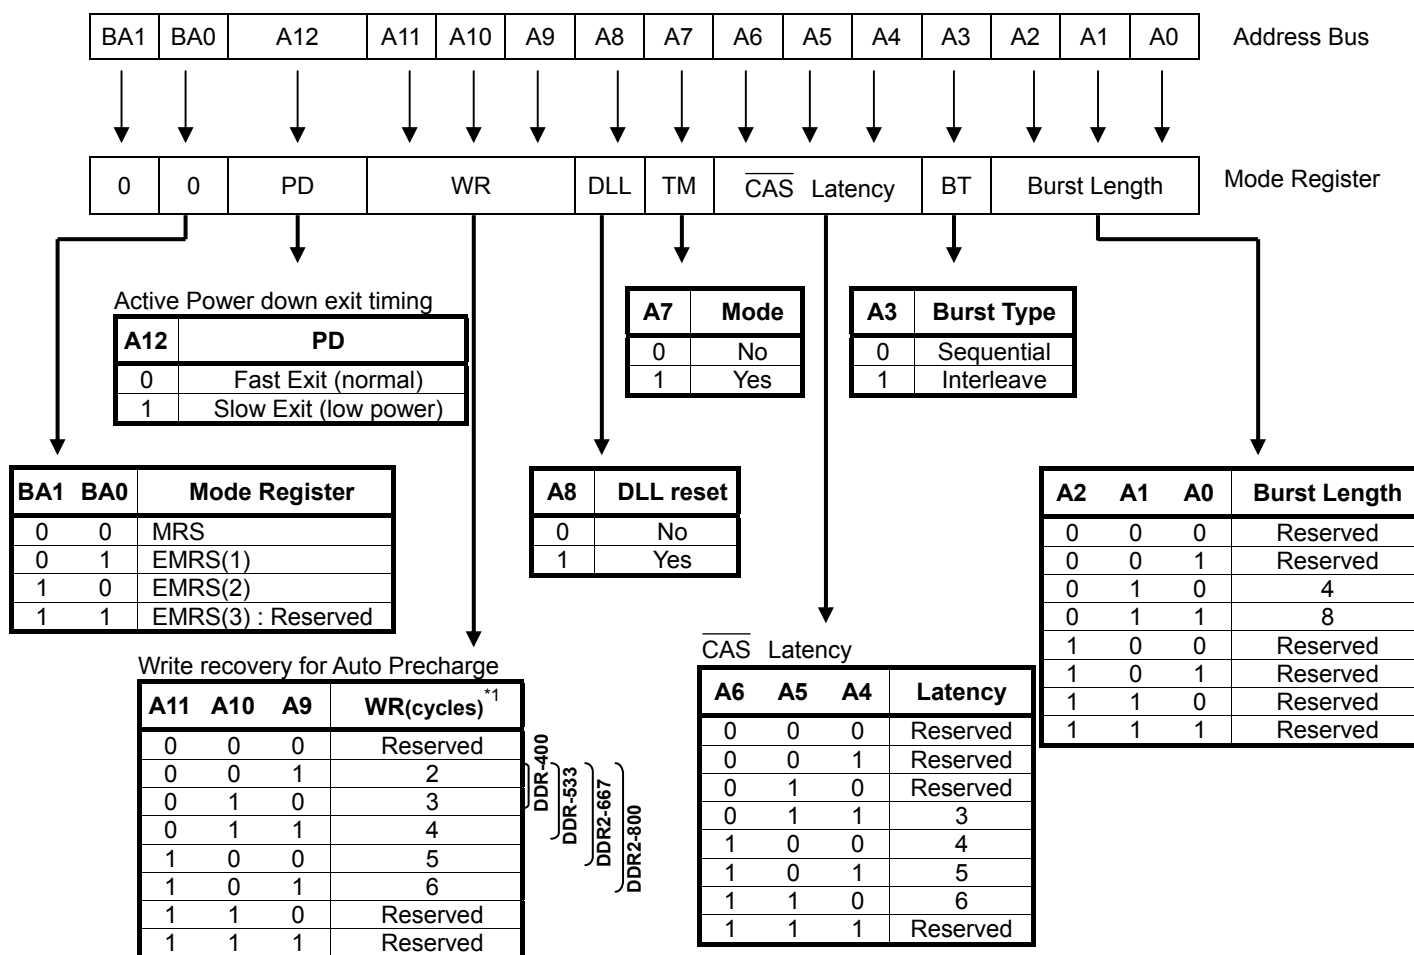 BA1 BA0 A12 A11 A10 A9 A8 A7 A6 A5 A4 A3 A2 A1 A0 Address Bus
0 0 PD WR DLL TM CAS Latency BT Burst Length Mode Register
Active Power down exit timing
A12 PD
0 Fast Exit (normal)
1 Slow Exit (low power)
A7 Mode
0 No
1 Yes
A3 Burst Type
0 Sequential
1 Interleave
BA1 BA0 Mode Register
0 0 MRS
0 1 EMRS(1)
1 0 EMRS(2)
1 1 EMRS(3) : Reserved
A8 DLL reset
0 No
1 Yes
A2 A1 A0 Burst Length
0 0 0 Reserved
0 0 1 Reserved
0 1 0 4
0 1 1 8
1 0 0 Reserved
1 0 1 Reserved
1 1 0 Reserved
1 1 1 Reserved
Write recovery for Auto Precharge
A11 A10 A9 WR(cycles)*1
0 0 0 Reserved
0 0 1 2
0 1 0 3
0 1 1 4
1 0 0 5
1 0 1 6
1 1 0 Reserved
1 1 1 Reserved
DDR-400
DDR-533
DDR2-667
DDR2-800
CAS Latency
A6 A5 A4 Latency
0 0 0 Reserved
0 0 1 Reserved
0 1 0 Reserved
0 1 1 3
1 0 0 4
1 0 1 5
1 1 0 6
1 1 1 Reserved